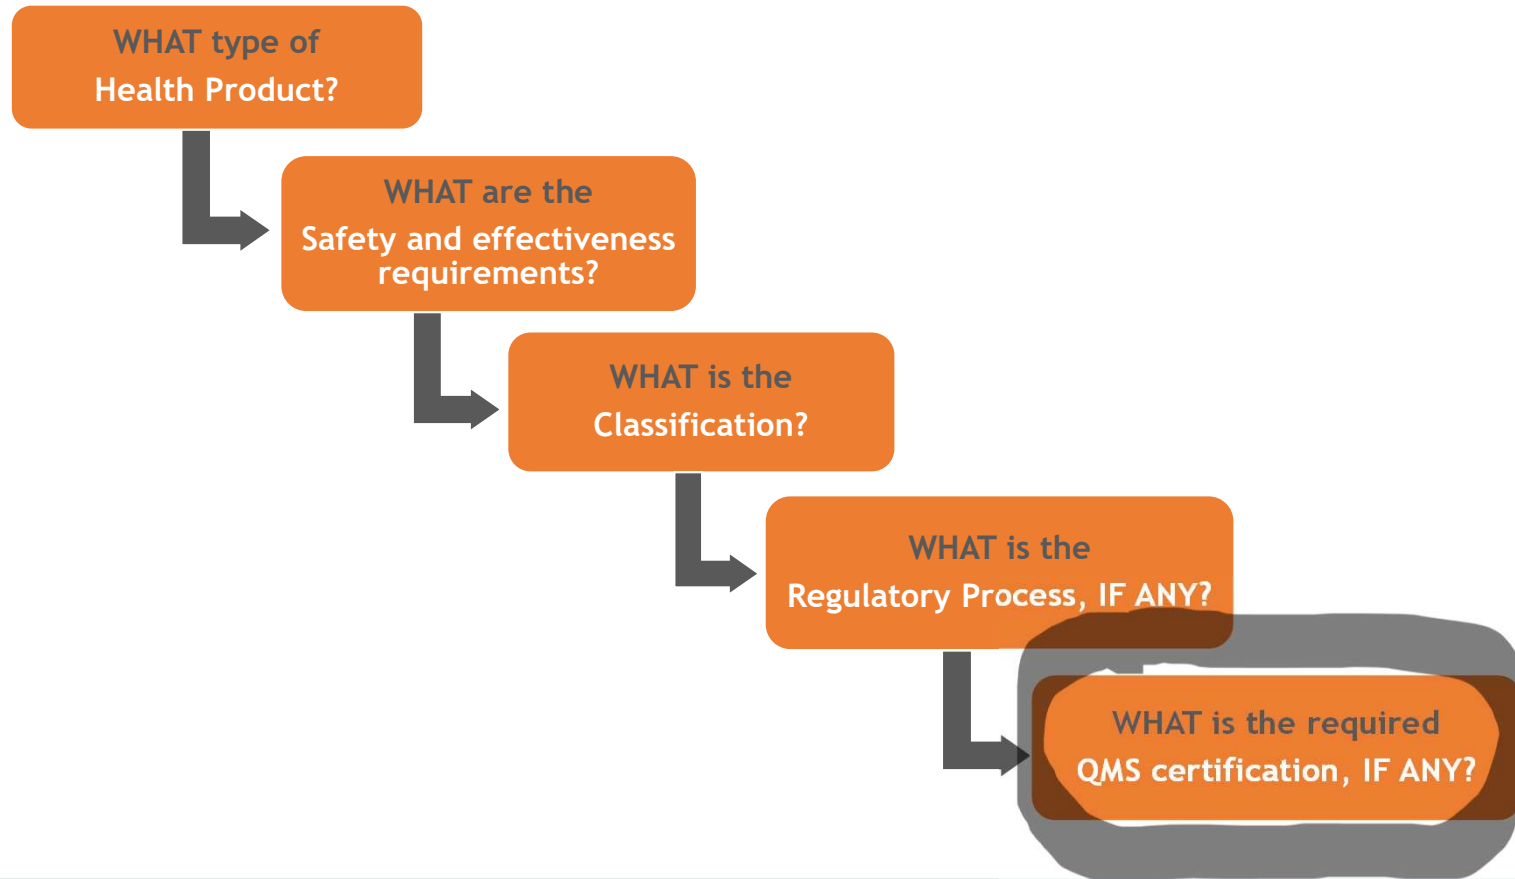 WHAT type of
Health Product?
WHAT are the
Safety and effectiveness
requirements?
WHAT is the
Classification?
WHAT is the
Regulatory Process, IF ANY?
WHAT is the required
QMS certification, IF ANY?